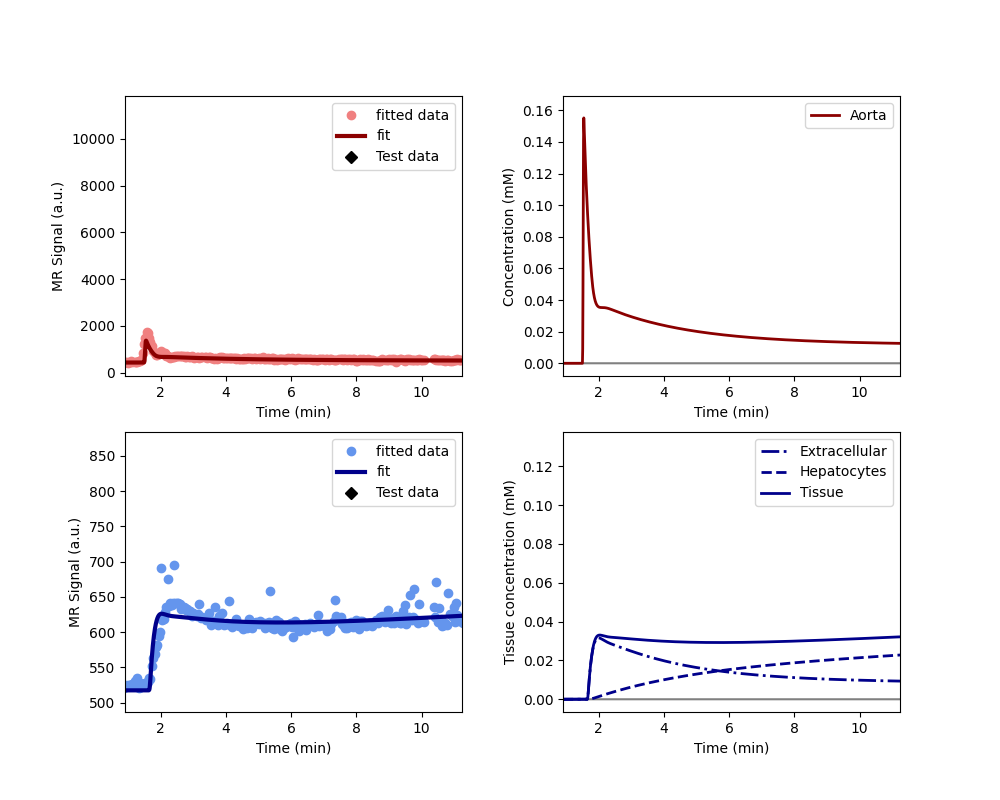 10000
8000
6000
4000
2000
0
2
4
6
8
10
Time (min)
MR Signal (a.u.)
fitted data
fit
Test data
0.16
0.14
0.12
0.10
0.08
0.06
0.04
0.02
0.00
2
4
6
8
10
Time (min)
Concentration (mM)
Aorta
850
800
750
700
650
600
550
500
2
4
6
8
10
Time (min)
MR Signal (a.u.)
fitted data
fit
Test data
0.12
0.10
0.08
0.06
0.04
0.02
0.00
2
4
6
8
10
Time (min)
Tissue concentration (mM)
Extracellular
Hepatocytes
Tissue